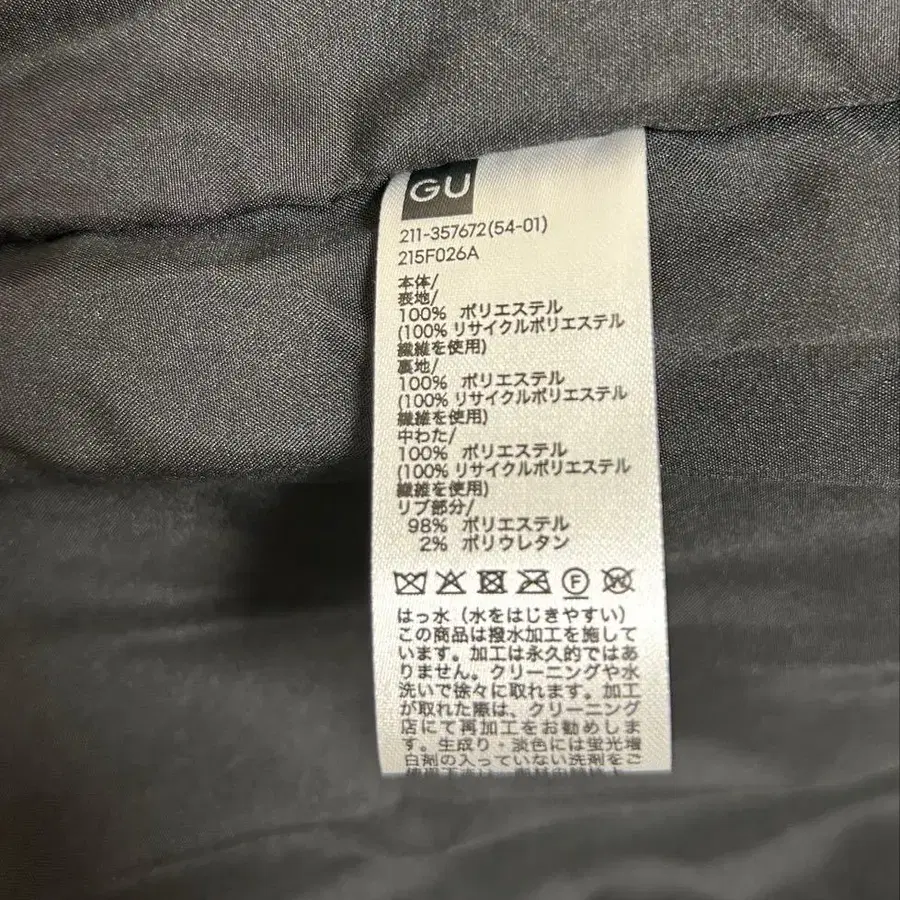 GU
211-357672(54-01)
215F026A
本体/
表地/
100% ポリエステル
(100% リサイクルポリエステル
繊維を使用)
裏地/
100% ポリエステル
(100% リサイクルポリエステル
繊維を使用)
中わた/
100% ポリエステル
(100% リサイクルポリエステル
繊維を使用)
リブ部分/
98% ポリエステル
2% ポリウレタン
F W
はっ水(水をはじきやすい)
この商品は撥水加工を施して
います。加工は永久的ではあ
りません。クリーニングや水
洗いで徐々に取れます。加工
が取れた際は、クリーニング
店にて再加工をお勧めしま
す。生成り・淡色には蛍光増
白剤の入っていない洗剤をご